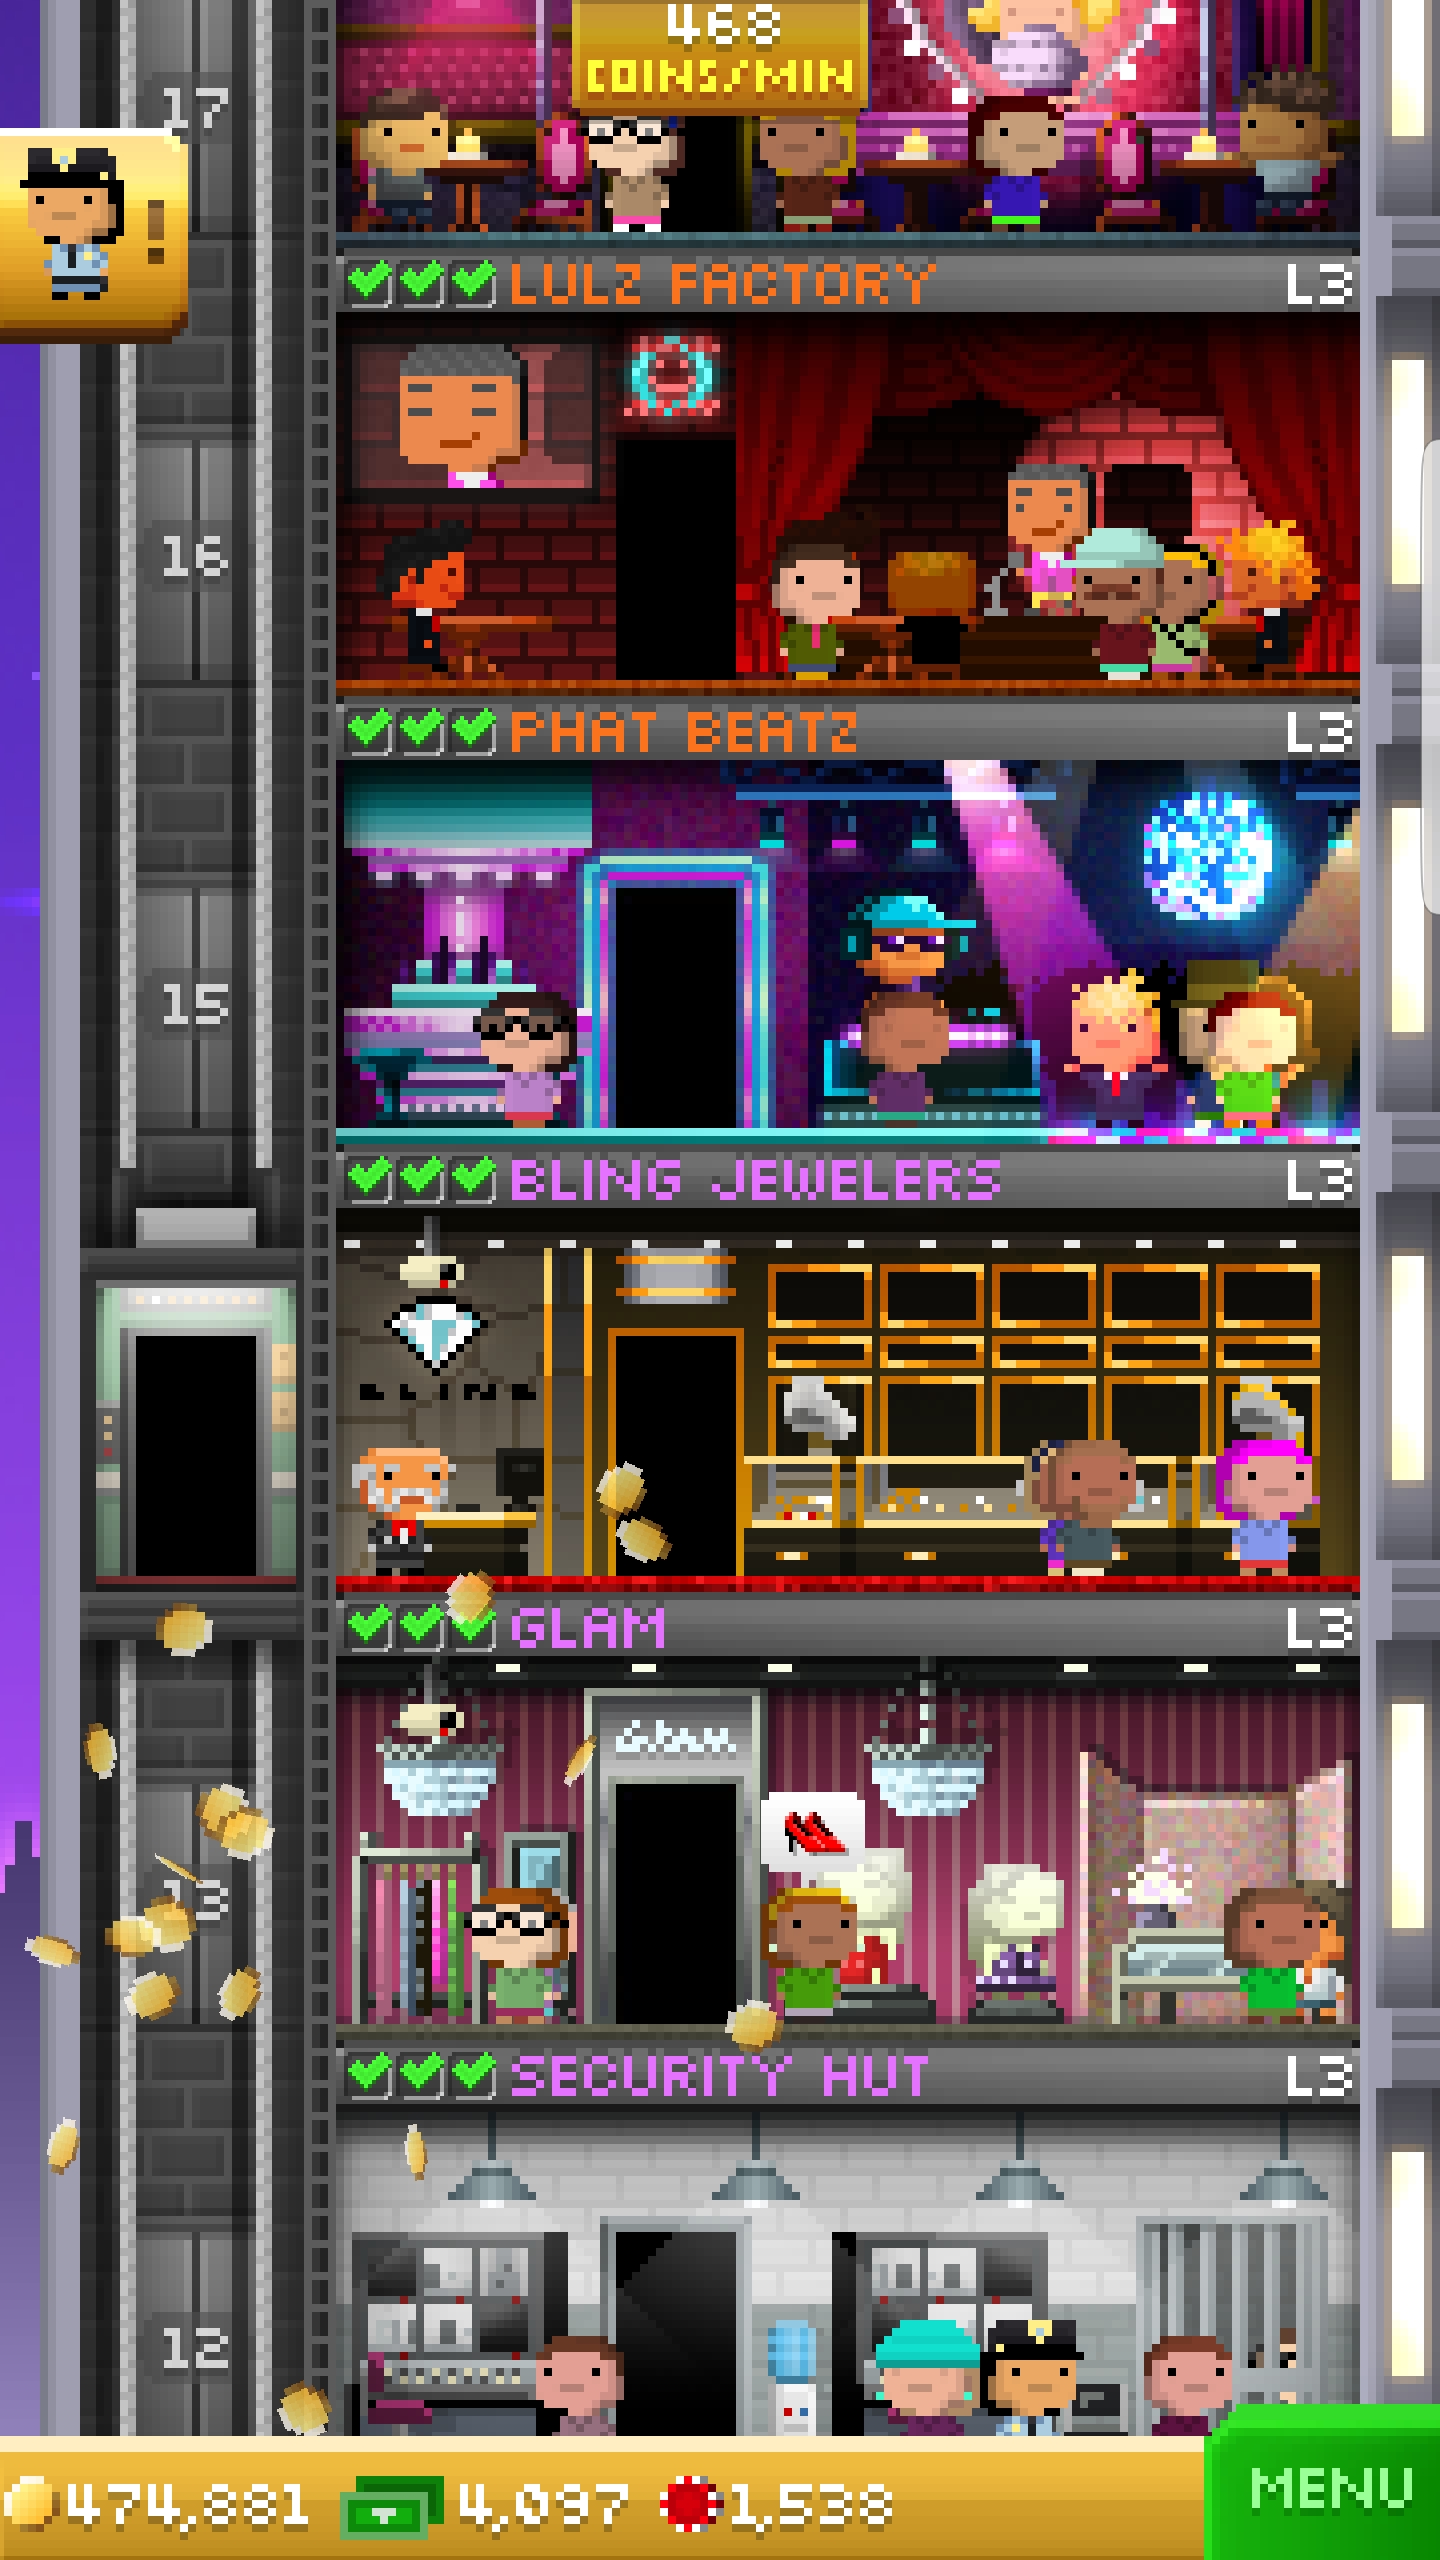 468
COINS/MIN
17
!
LULZ FACTORY L3
16
PHAT BEATZ L3
15
BLING JEWELERS L3
BLING
GLAM L3
Glam
13
SECURITY HUT L3
12
474,881 4,097 1,538
MENU